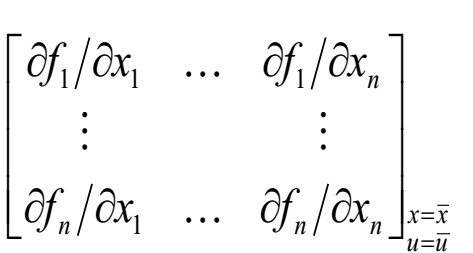 ∂f₁/∂x₁ … ∂f₁/∂xₙ
⋮ ⋮
∂fₙ/∂x₁ … ∂fₙ/∂xₙ
x=x̅
u=u̅